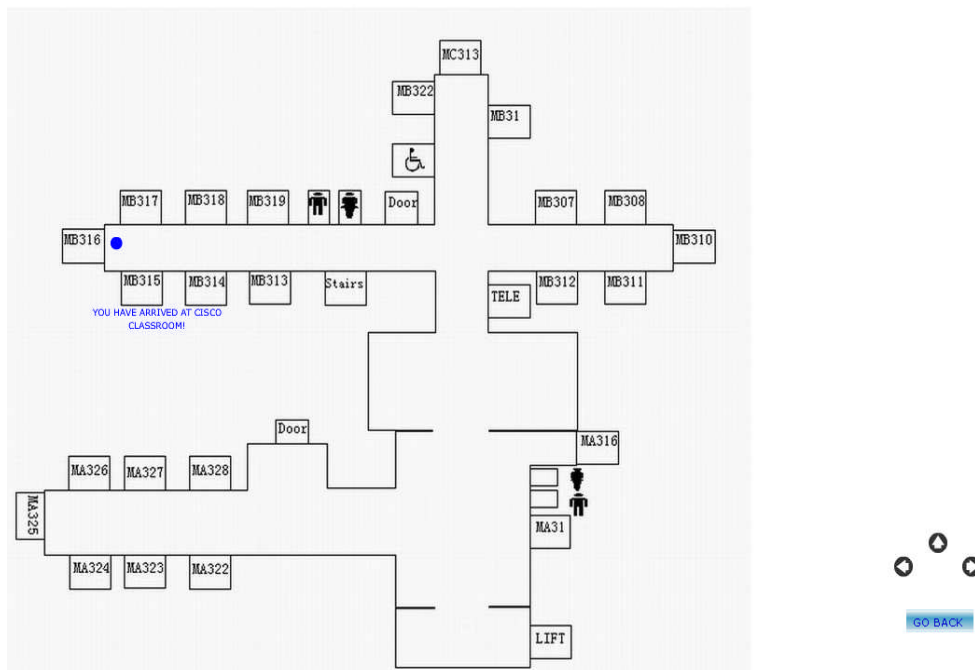 MC313
MB322
MB31
MB317
MB318
MB319
Door
MB307
MB308
MB316
MB310
MB315
MB314
MB313
Stairs
MB312
MB311
TELE
YOU HAVE ARRIVED AT CISCO
CLASSROOM!
Door
MA316
MA326
MA327
MA328
MA325
MA31
MA324
MA323
MA322
GO BACK
LIFT